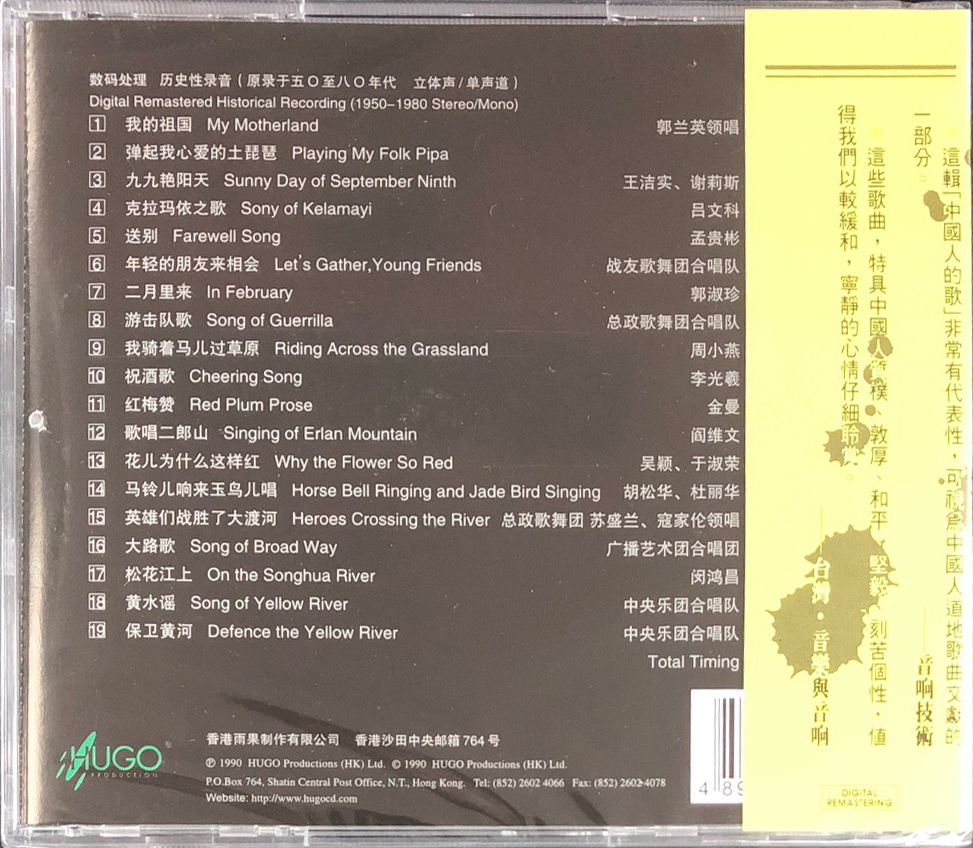 数码处理 历史性录音 ( 原录于五〇至八〇年代 立体声/单声道 )
Digital Remastered Historical Recording (1950–1980 Stereo/Mono)
1 我的祖国 My Motherland 郭兰英领唱
2 弹起我心爱的土琵琶 Playing My Folk Pipa
3 九九艳阳天 Sunny Day of September Ninth 王洁实、谢莉斯
4 克拉玛依之歌 Sony of Kelamayi 吕文科
5 送别 Farewell Song 孟贵彬
6 年轻的朋友来相会 Let's Gather,Young Friends 战友歌舞团合唱队
7 二月里来 In February 郭淑珍
8 游击队歌 Song of Guerrilla 总政歌舞团合唱队
9 我骑着马儿过草原 Riding Across the Grassland 周小燕
10 祝酒歌 Cheering Song 李光羲
11 红梅赞 Red Plum Prose 金曼
12 歌唱二郎山 Singing of Erlan Mountain 阎维文
13 花儿为什么这样红 Why the Flower So Red 吴颖、于淑荣
14 马铃儿响来玉鸟儿唱 Horse Bell Ringing and Jade Bird Singing 胡松华、杜丽华
15 英雄们战胜了大渡河 Heroes Crossing the River 总政歌舞团 苏盛兰、寇家伦领唱
16 大路歌 Song of Broad Way 广播艺术团合唱团
17 松花江上 On the Songhua River 闵鸿昌
18 黄水谣 Song of Yellow River 中央乐团合唱队
19 保卫黄河 Defence the Yellow River 中央乐团合唱队
Total Timing
HUGO ®
PRODUCTION
香港雨果制作有限公司 香港沙田中央邮箱 764 号
℗ 1990 HUGO Productions (HK) Ltd. © 1990 HUGO Productions (HK) Ltd.
P.O.Box 764, Shatin Central Post Office, N.T., Hong Kong. Tel: (852) 2602 4066 Fax: (852) 2602-4078
Website: http://www.hugocd.com
4 89
這輯「中國人的歌」非常有代表性，可視為中國人道地歌曲文獻的
一部分。
——音响技術
這些歌曲，特具中國人質樸、敦厚、和平、堅毅、刻苦個性，值
得我們以較緩和，寧靜的心情仔細聆賞。
——台灣·音樂與音响
DIGITAL
REMASTERING